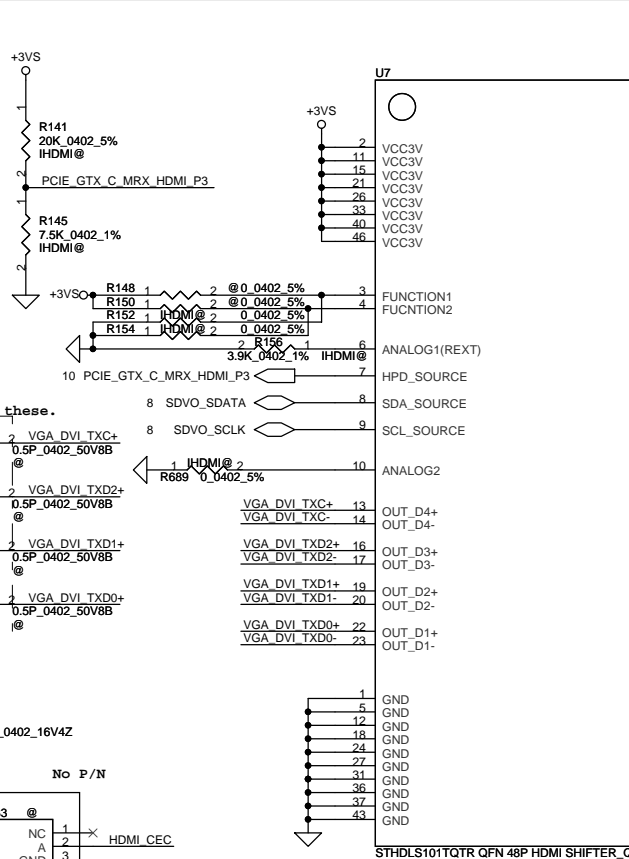 +3VS
1
R141
20K_0402_5%
IHDMI@
2
PCIE_GTX_C_MRX_HDMI_P3
1
R145
7.5K_0402_1%
IHDMI@
2
U7
+3VS
2 VCC3V
11 VCC3V
15 VCC3V
21 VCC3V
26 VCC3V
33 VCC3V
40 VCC3V
46 VCC3V
+3VS
R148 1 2 @0_0402_5% 3 FUNCTION1
R150 1 2 @0_0402_5% 4 FUCNTION2
R152 1 IHDMI@ 2 0_0402_5%
R154 1 IHDMI@ 2 0_0402_5%
R156
2 1
3.9K_0402_1% IHDMI@ 6 ANALOG1(REXT)
10 PCIE_GTX_C_MRX_HDMI_P3 7 HPD_SOURCE
8 SDVO_SDATA 8 SDA_SOURCE
8 SDVO_SCLK 9 SCL_SOURCE
1 IHDMI@ 2 10 ANALOG2
R689 0_0402_5%
these.
2 VGA_DVI_TXC+
0.5P_0402_50V8B
@
2 VGA_DVI_TXD2+
0.5P_0402_50V8B
@
2 VGA_DVI_TXD1+
0.5P_0402_50V8B
@
2 VGA_DVI_TXD0+
0.5P_0402_50V8B
@
VGA_DVI_TXC+ 13 OUT_D4+
VGA_DVI_TXC- 14 OUT_D4-
VGA_DVI_TXD2+ 16 OUT_D3+
VGA_DVI_TXD2- 17 OUT_D3-
VGA_DVI_TXD1+ 19 OUT_D2+
VGA_DVI_TXD1- 20 OUT_D2-
VGA_DVI_TXD0+ 22 OUT_D1+
VGA_DVI_TXD0- 23 OUT_D1-
1 GND
5 GND
12 GND
18 GND
24 GND
27 GND
31 GND
36 GND
37 GND
43 GND
_0402_16V4Z
No P/N
3 @
NC 1
A 2 HDMI_CEC
GND 3
STHDLS101TQTR QFN 48P HDMI SHIFTER_